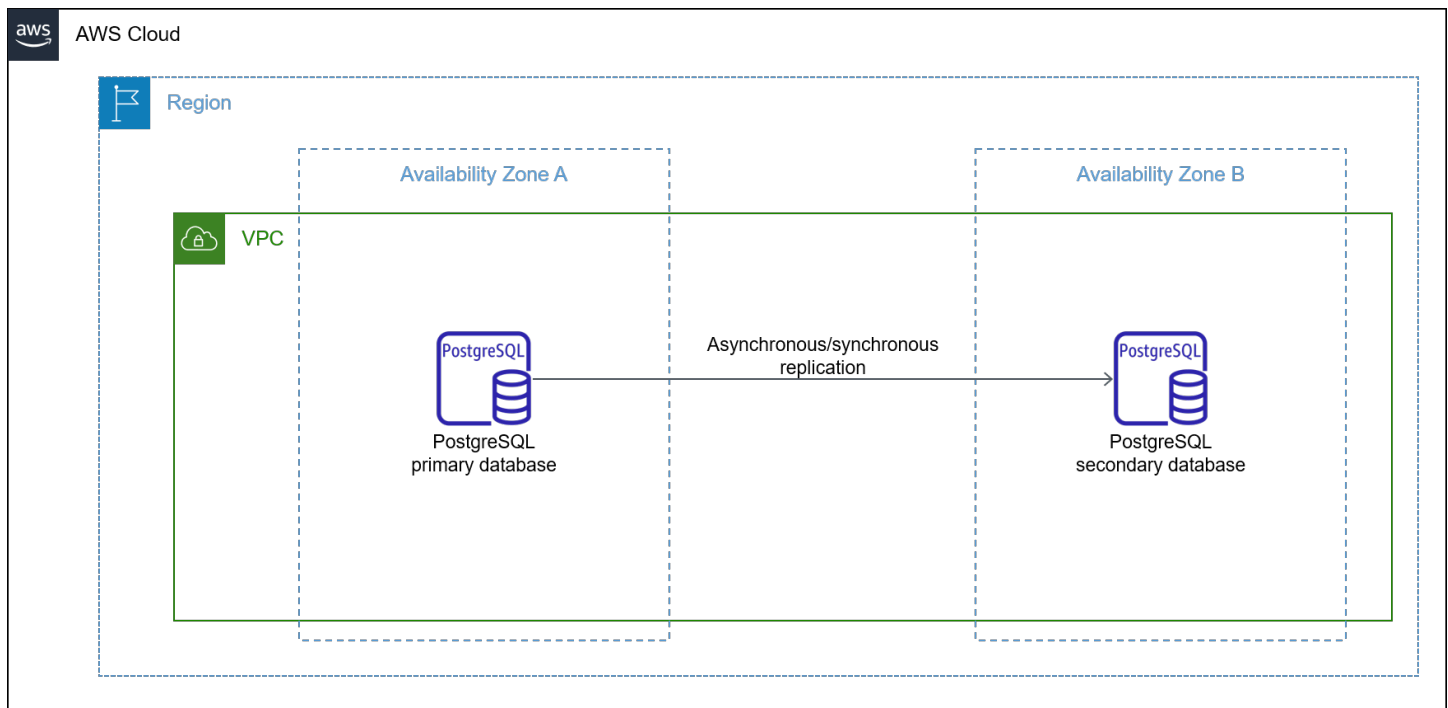 aws
AWS Cloud
Region
Availability Zone A
Availability Zone B
VPC
PostgreSQL
PostgreSQL
primary database
Asynchronous/synchronous
replication
PostgreSQL
PostgreSQL
secondary database